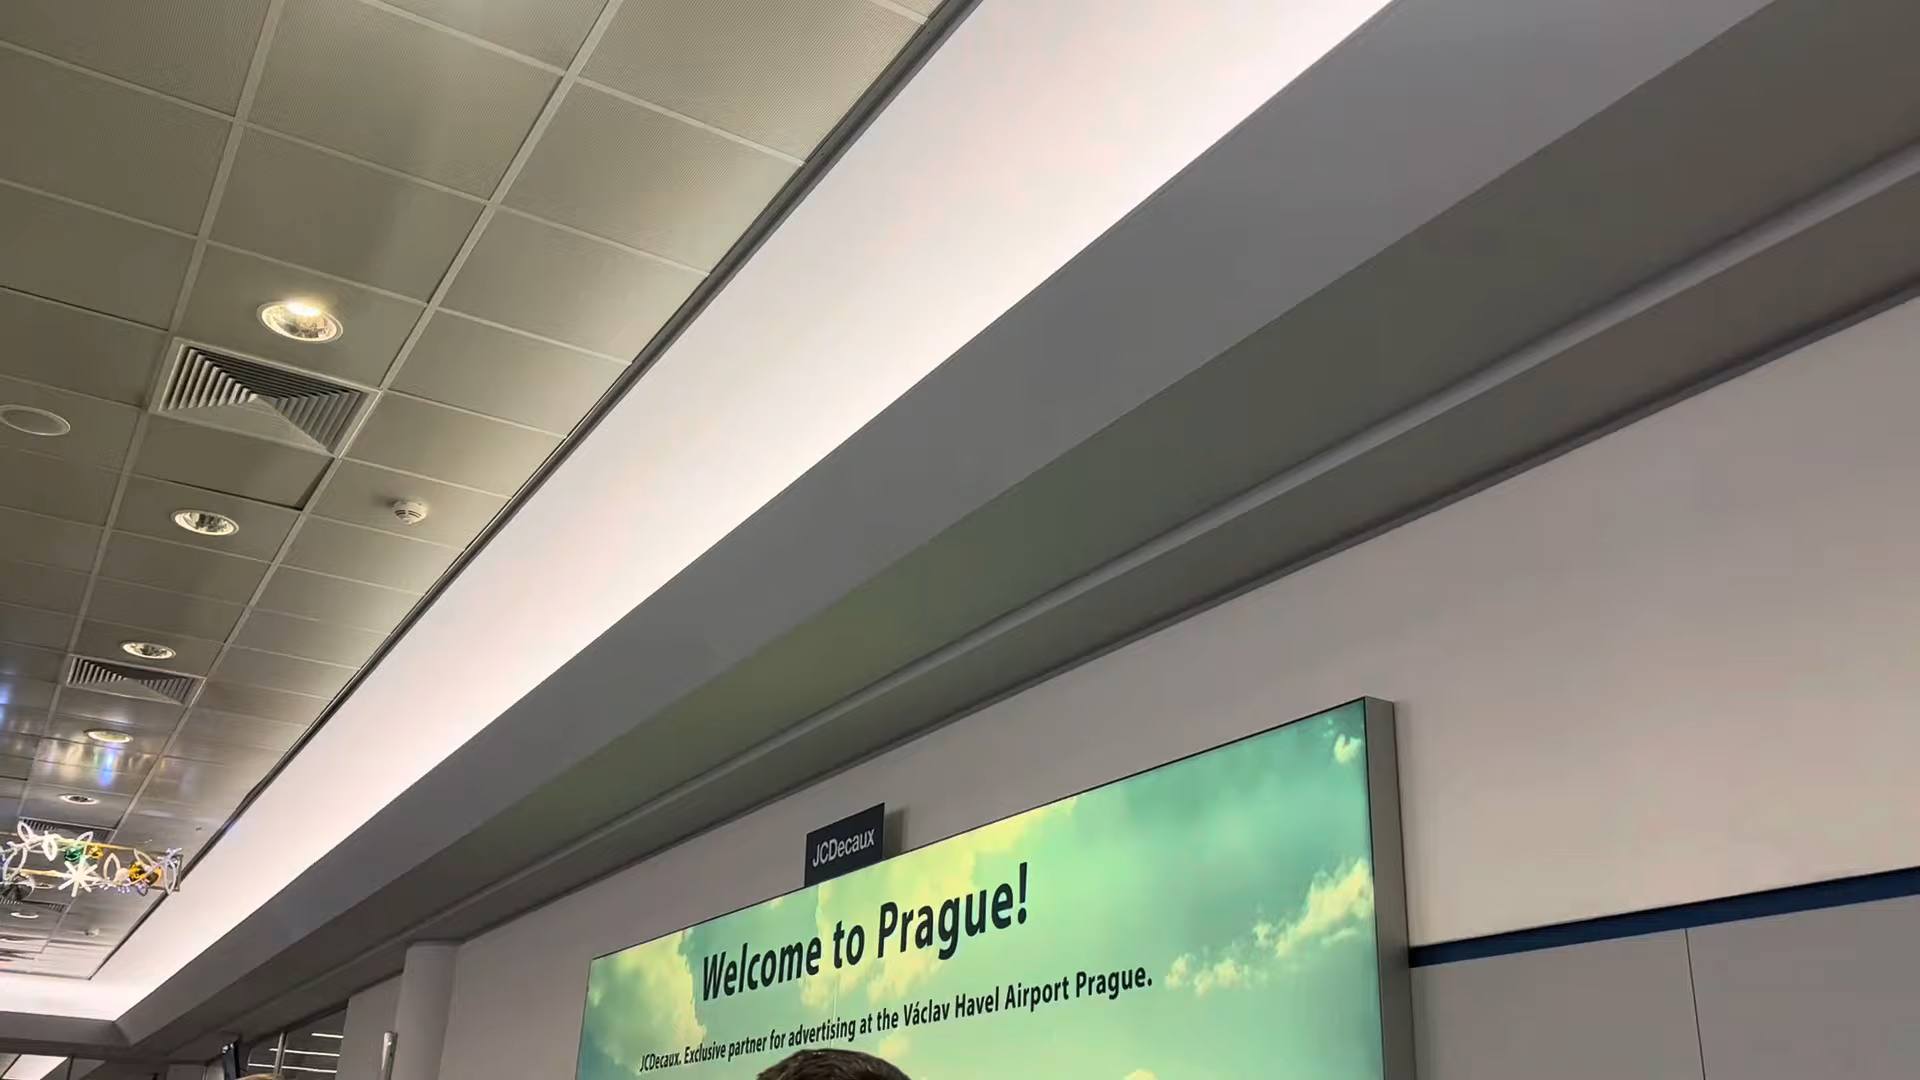 JCDecaux
Welcome to Prague!
JCDecaux. Exclusive partner for advertising at the Václav Havel Airport Prague.